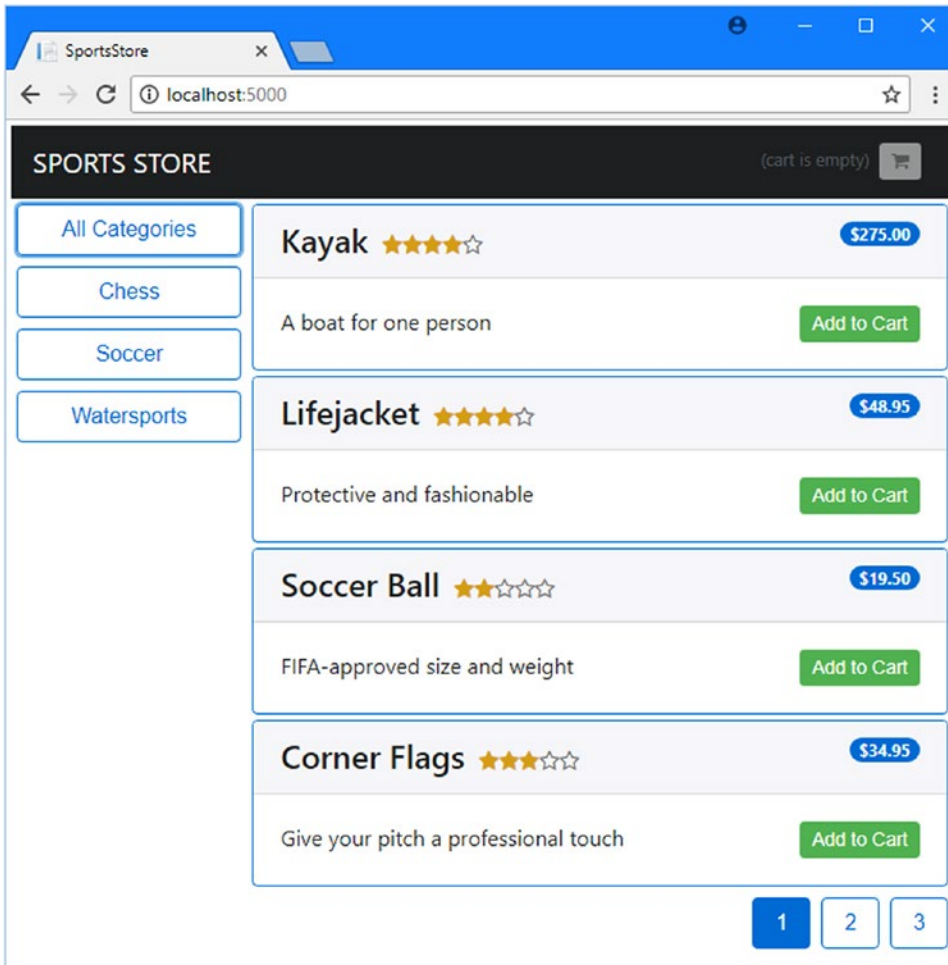 SportsStore
localhost:5000
SPORTS STORE
(cart is empty)
All Categories
Chess
Soccer
Watersports
Kayak
$275.00
A boat for one person
Add to Cart
Lifejacket
$48.95
Protective and fashionable
Add to Cart
Soccer Ball
$19.50
FIFA-approved size and weight
Add to Cart
Corner Flags
$34.95
Give your pitch a professional touch
Add to Cart
1 2 3